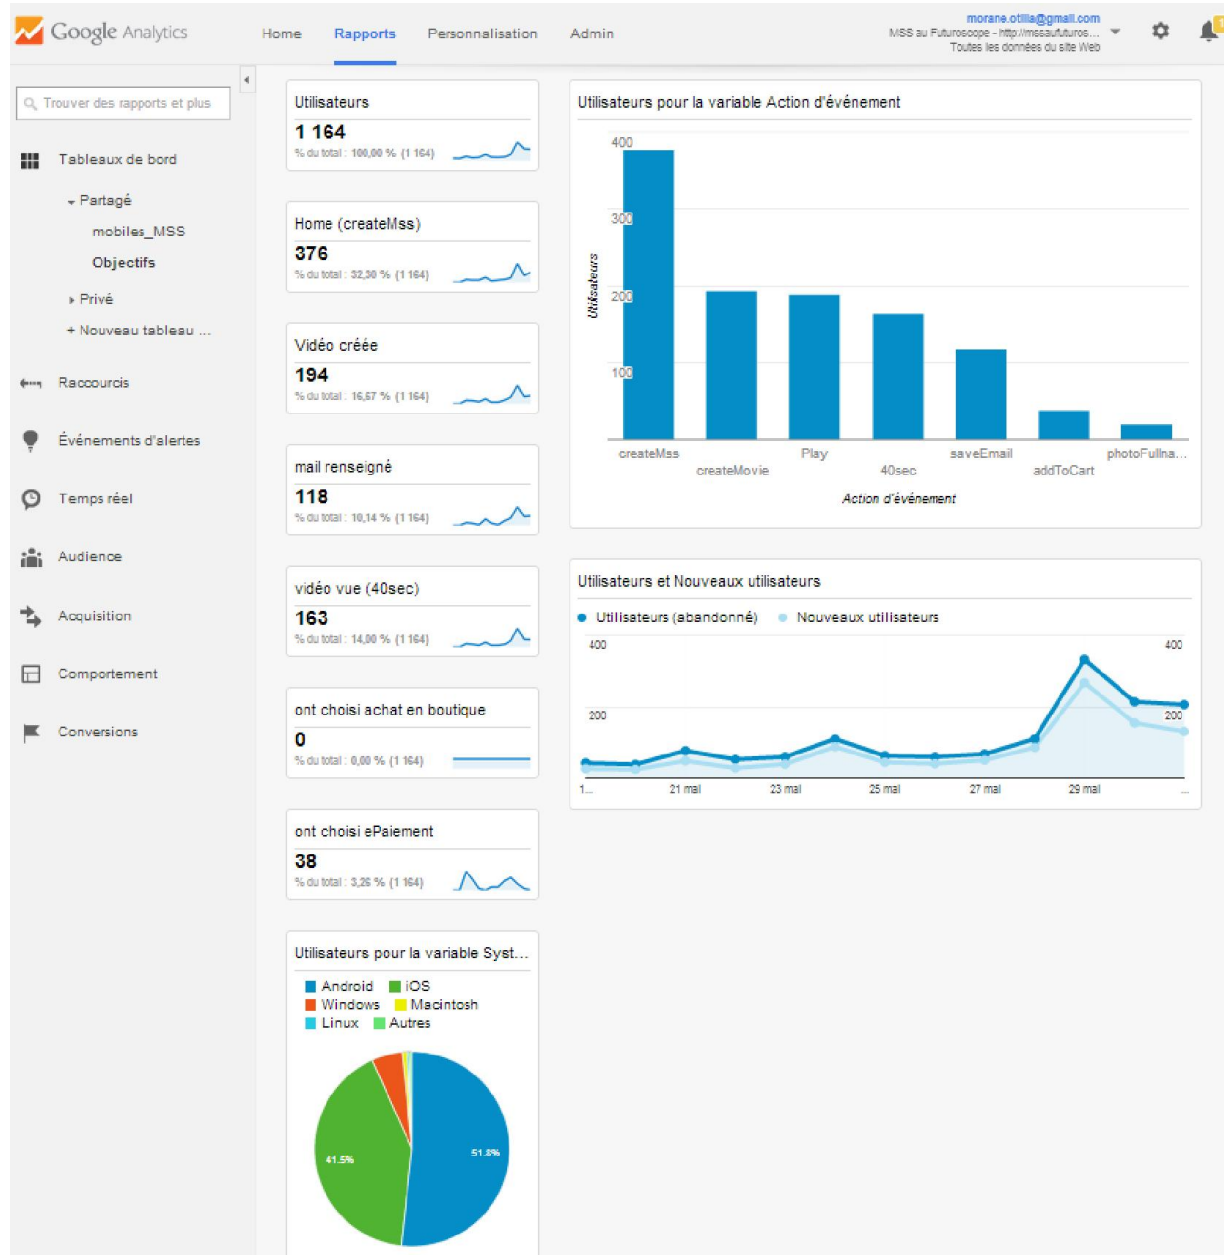 Google Analytics
Home Rapports Personnalisation Admin
morane.otilla@gmail.com
MSS au Futuroscope - http://mssaufuturos...
Toutes les données du site Web
1
Trouver des rapports et plus
Tableaux de bord
Partagé
mobiles_MSS
Objectifs
Privé
+ Nouveau tableau ...
Raccourcis
Événements d'alertes
Temps réel
Audience
Acquisition
Comportement
Conversions
Utilisateurs
1 164
% du total : 100,00 % (1 164)
Home (createMss)
376
% du total : 32,30 % (1 164)
Vidéo créée
194
% du total : 16,67 % (1 164)
mail renseigné
118
% du total : 10,14 % (1 164)
vidéo vue (40sec)
163
% du total : 14,00 % (1 164)
ont choisi achat en boutique
0
% du total : 0,00 % (1 164)
ont choisi ePaiement
38
% du total : 3,26 % (1 164)
Utilisateurs pour la variable Syst...
Android iOS
Windows Macintosh
Linux Autres
41.5% 51.8%
Utilisateurs pour la variable Action d'événement
400
300
200
100
Utilisateurs
createMss Play saveEmail photoFullna...
createMovie 40sec addToCart
Action d'événement
Utilisateurs et Nouveaux utilisateurs
Utilisateurs (abandonné) Nouveaux utilisateurs
400 400
200 200
1... 21 mai 23 mai 25 mai 27 mai 29 mai ...